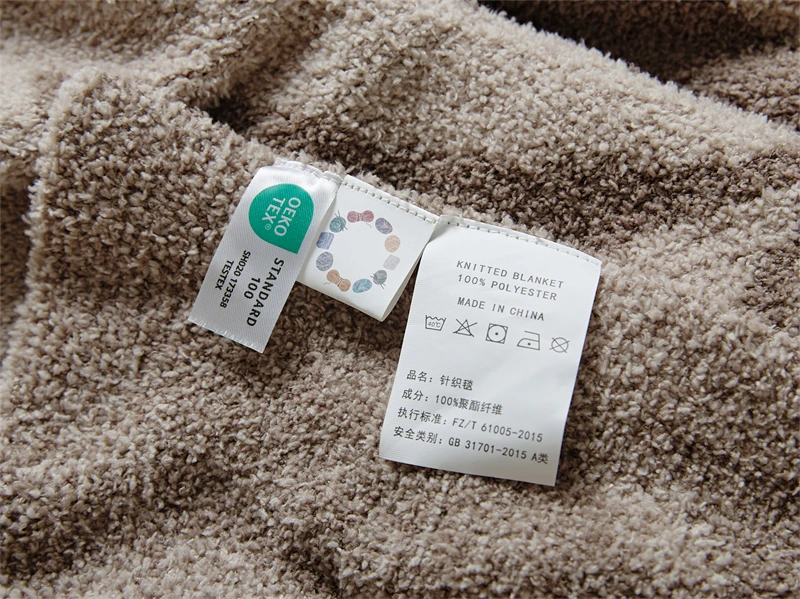 OEKO
TEX®
STANDARD
100
SH020 173358
TESTEX
KNITTED BLANKET
100% POLYESTER
MADE IN CHINA
40℃
品名: 针织毯
成分: 100%聚酯纤维
执行标准: FZ/T 61005-2015
安全类别: GB 31701-2015 A类